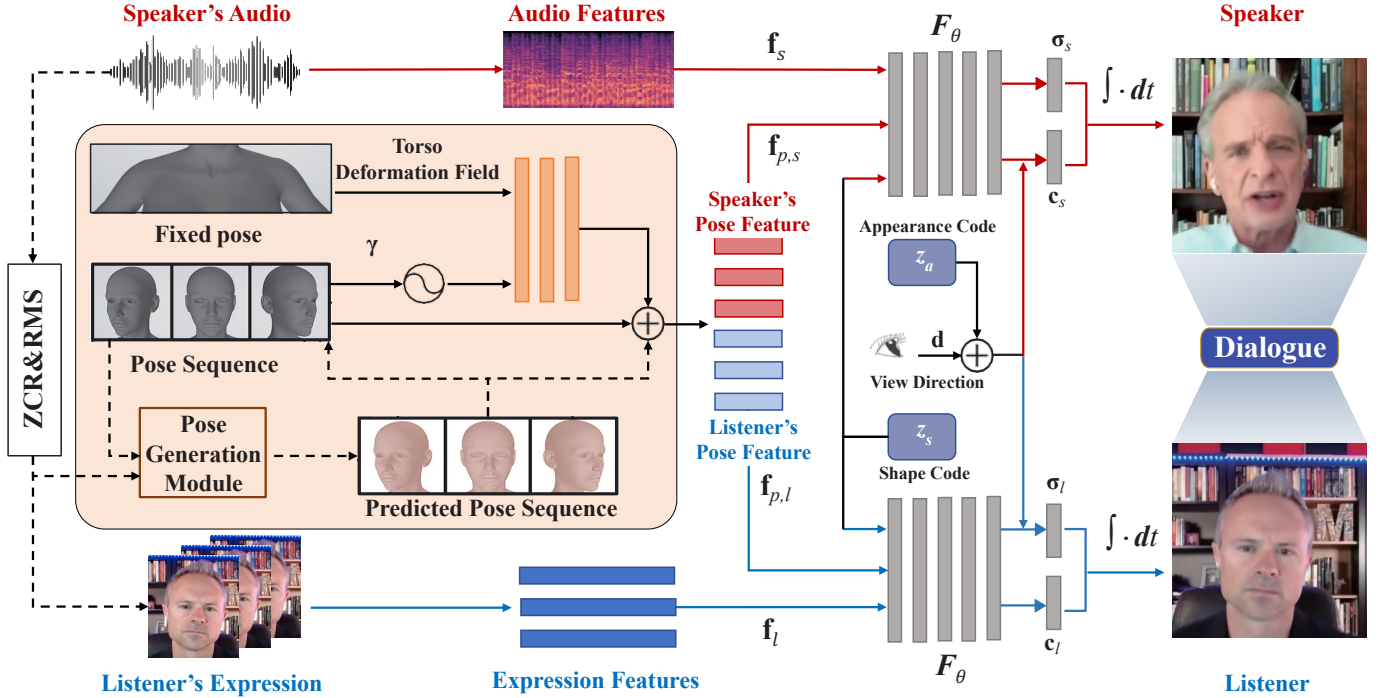 Speaker's Audio
Audio Features
Speaker
f_s
F_θ
σ_s
∫ · dt
c_s
f_{p,s}
Torso
Deformation Field
Fixed pose
γ
Speaker's
Pose Feature
Appearance Code
z_a
ZCR&RMS
Pose Sequence
d
View Direction
Dialogue
Pose
Generation
Module
Predicted Pose Sequence
Listener's
Pose Feature
z_s
Shape Code
f_{p,l}
σ_l
∫ · dt
c_l
f_l
F_θ
Listener's Expression
Expression Features
Listener
M